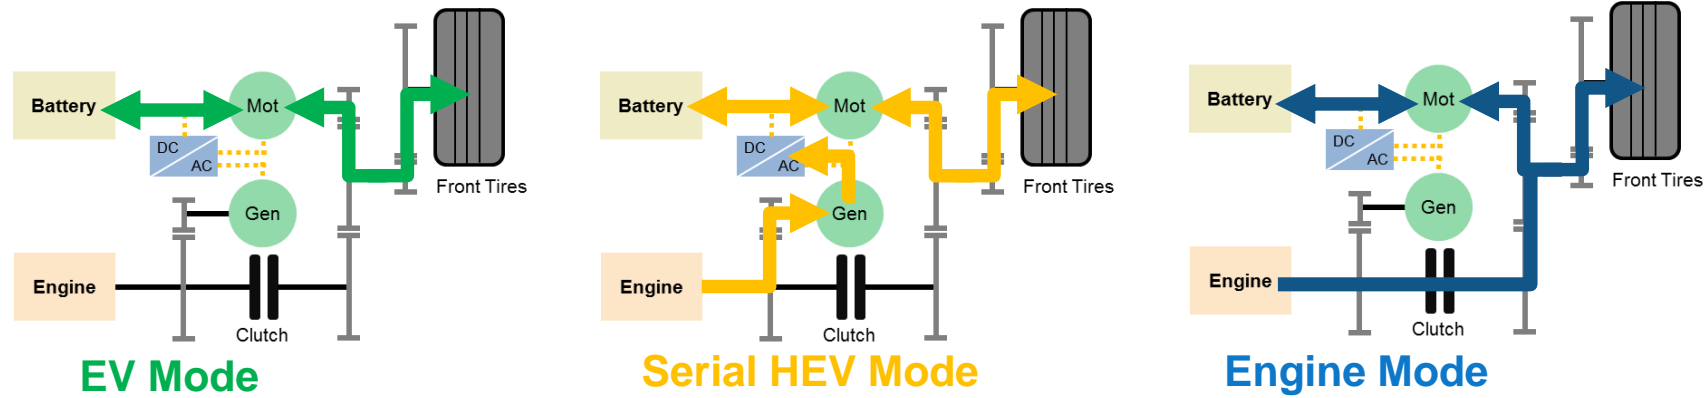 Battery
Mot
DC
AC
Front Tires
Gen
Engine
Clutch
EV Mode
Battery
Mot
DC
AC
Front Tires
Gen
Engine
Clutch
Serial HEV Mode
Battery
Mot
DC
AC
Front Tires
Gen
Engine
Clutch
Engine Mode